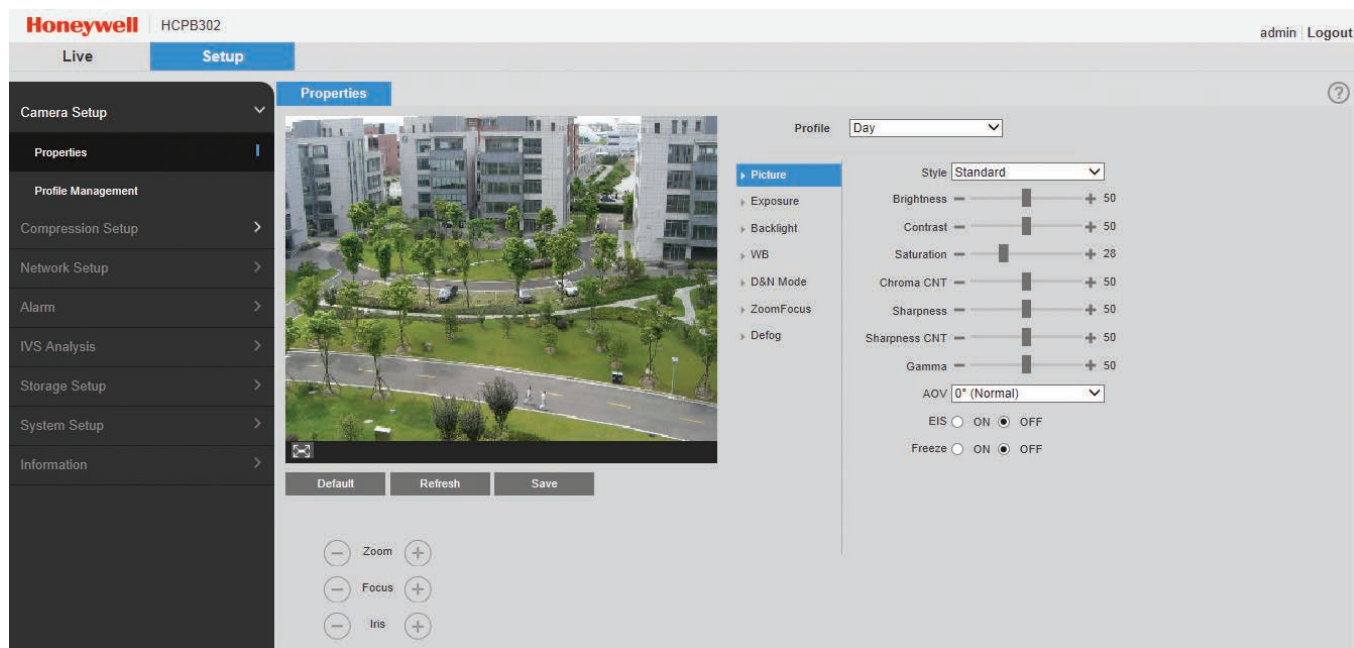 Honeywell HCPB302
admin Logout
Live Setup
Camera Setup
Properties
Profile Management
Compression Setup
Network Setup
Alarm
IVS Analysis
Storage Setup
System Setup
Information
Properties
Default Refresh Save
Zoom
Focus
Iris
Profile Day
Picture
Exposure
Backlight
WB
D&N Mode
ZoomFocus
Defog
Style Standard
Brightness 50
Contrast 50
Saturation 28
Chroma CNT 50
Sharpness 50
Sharpness CNT 50
Gamma 50
AOV 0° (Normal)
EIS ON OFF
Freeze ON OFF